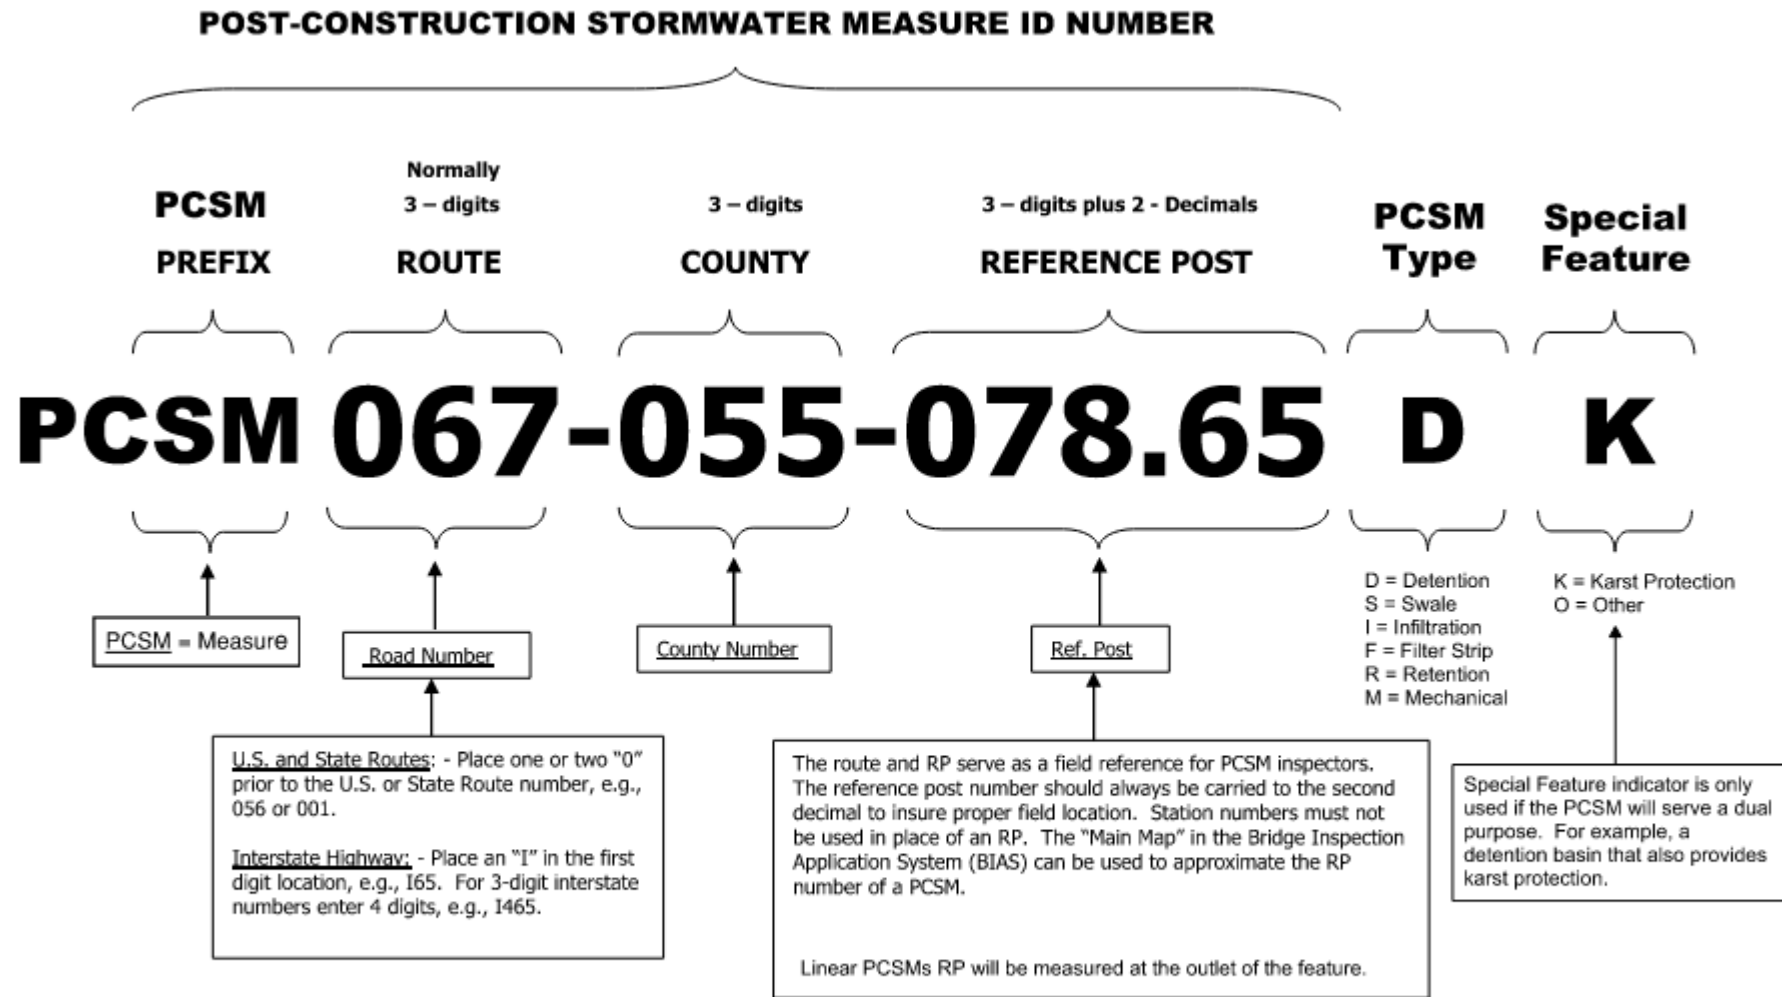 POST-CONSTRUCTION STORMWATER MEASURE ID NUMBER
PCSM
PREFIX
Normally
3 – digits
ROUTE
3 – digits
COUNTY
3 – digits plus 2 - Decimals
REFERENCE POST
PCSM
Type
Special
Feature
PCSM 067-055-078.65 D K
PCSM = Measure
Road Number
County Number
Ref. Post
D = Detention
S = Swale
I = Infiltration
F = Filter Strip
R = Retention
M = Mechanical
K = Karst Protection
O = Other
U.S. and State Routes: - Place one or two “0”
prior to the U.S. or State Route number, e.g.,
056 or 001.
Interstate Highway: - Place an “I” in the first
digit location, e.g., I65. For 3-digit interstate
numbers enter 4 digits, e.g., I465.
The route and RP serve as a field reference for PCSM inspectors.
The reference post number should always be carried to the second
decimal to insure proper field location. Station numbers must not
be used in place of an RP. The “Main Map” in the Bridge Inspection
Application System (BIAS) can be used to approximate the RP
number of a PCSM.
Linear PCSMs RP will be measured at the outlet of the feature.
Special Feature indicator is only
used if the PCSM will serve a dual
purpose. For example, a
detention basin that also provides
karst protection.